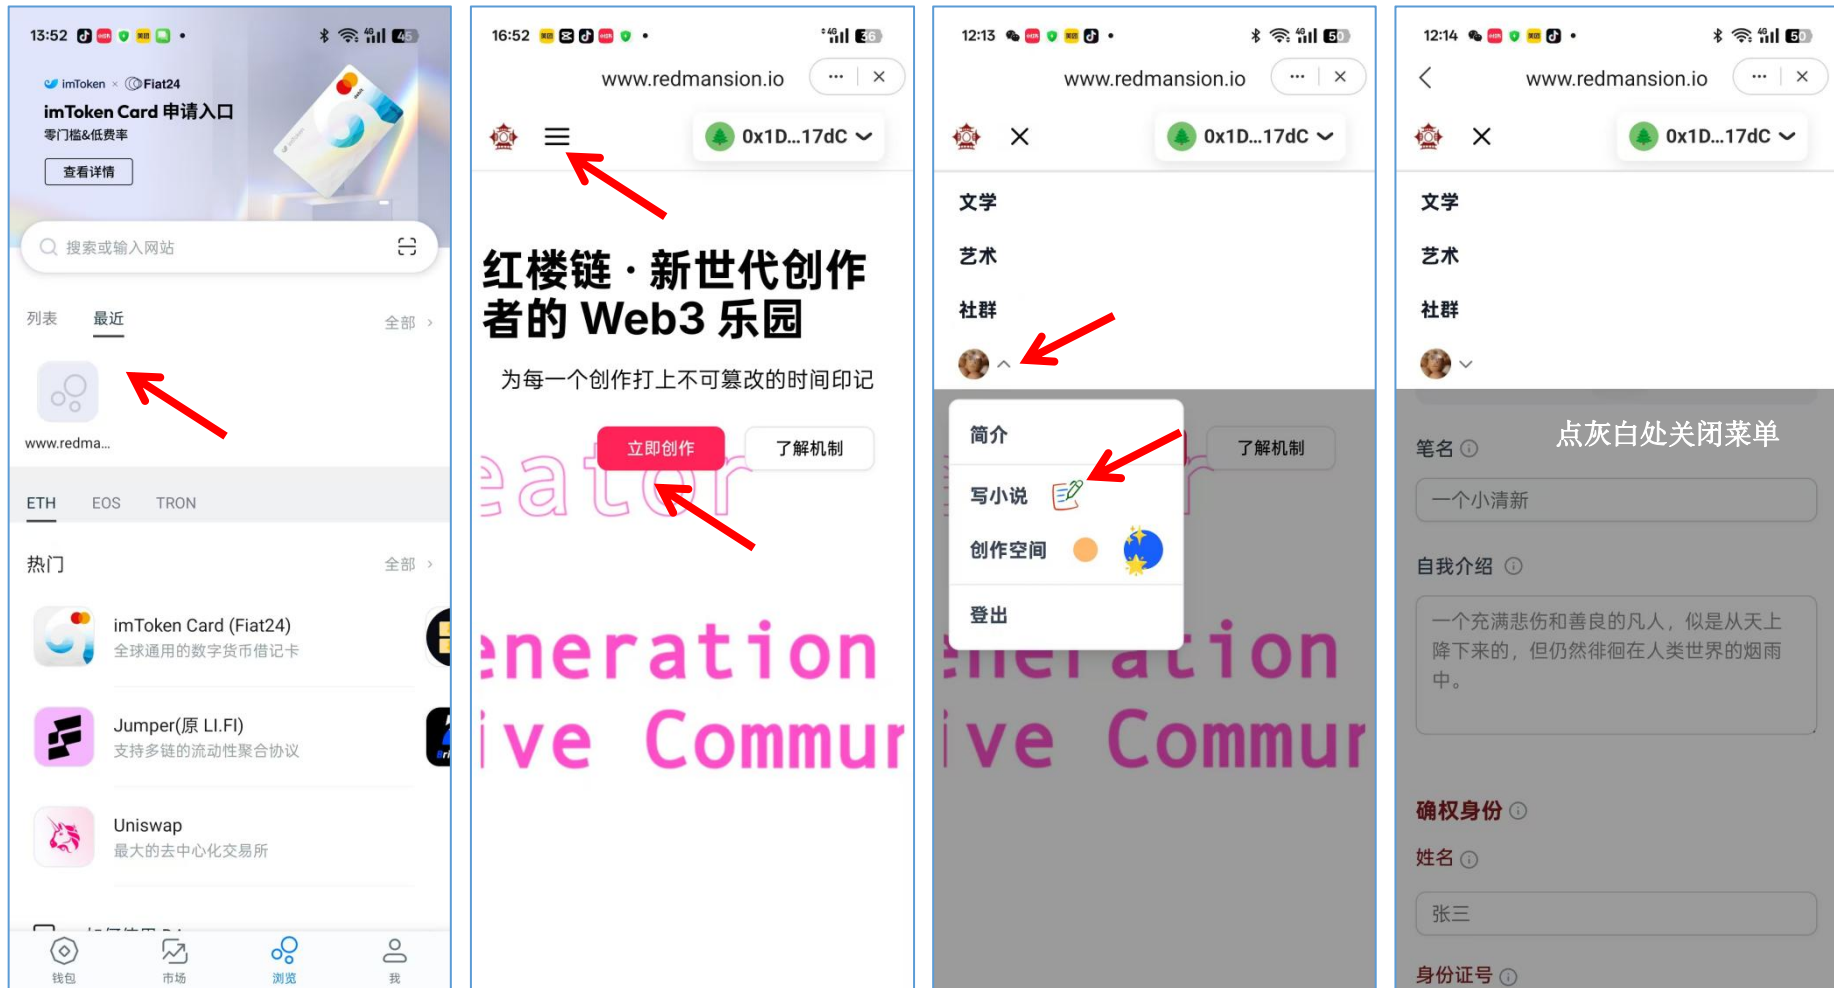 13:52
45
imToken × Fiat24
imToken Card 申请入口
零门槛&低费率
查看详情
搜索或输入网站
列表
最近
全部
www.redma...
ETH
EOS
TRON
热门
全部
imToken Card (Fiat24)
全球通用的数字货币借记卡
Jumper(原 LI.FI)
支持多链的流动性聚合协议
Uniswap
最大的去中心化交易所
钱包
市场
浏览
我
16:52
4G
36
www.redmansion.io
0x1D...17dC
红楼链 · 新世代创作
者的 Web3 乐园
为每一个创作打上不可篡改的时间印记
立即创作
了解机制
eator
eneration
ive Commur
12:13
4G
50
www.redmansion.io
0x1D...17dC
文学
艺术
社群
简介
写小说
创作空间
登出
了解机制
eneration
ive Commur
12:14
4G
50
www.redmansion.io
0x1D...17dC
文学
艺术
社群
点灰白处关闭菜单
笔名
一个小清新
自我介绍
一个充满悲伤和善良的凡人，似是从天上
降下来的，但仍然徘徊在人类世界的烟雨
中。
确权身份
姓名
张三
身份证号